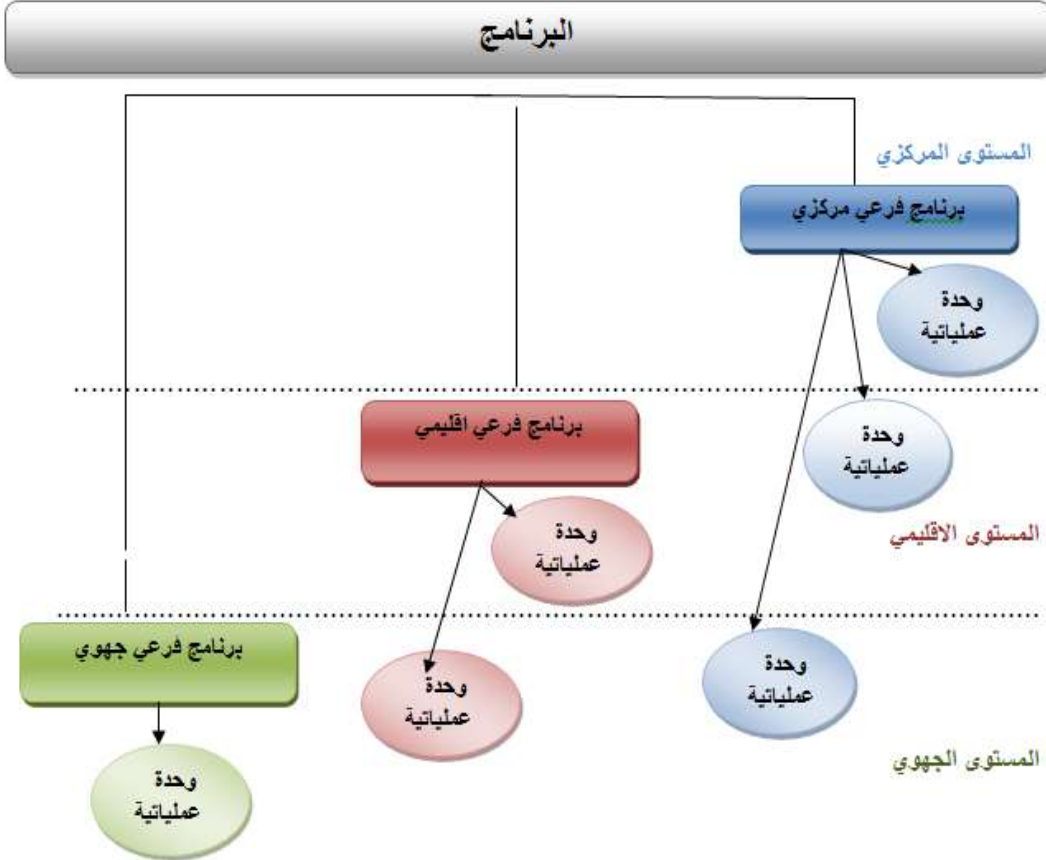 البرنامج
المستوى المركزي
برنامج فرعي مركزي
وحدة
عملياتية
برنامج فرعي اقليمي
وحدة
عملياتية
وحدة
عملياتية
المستوى الاقليمي
برنامج فرعي جهوي
وحدة
عملياتية
وحدة
عملياتية
المستوى الجهوي
وحدة
عملياتية